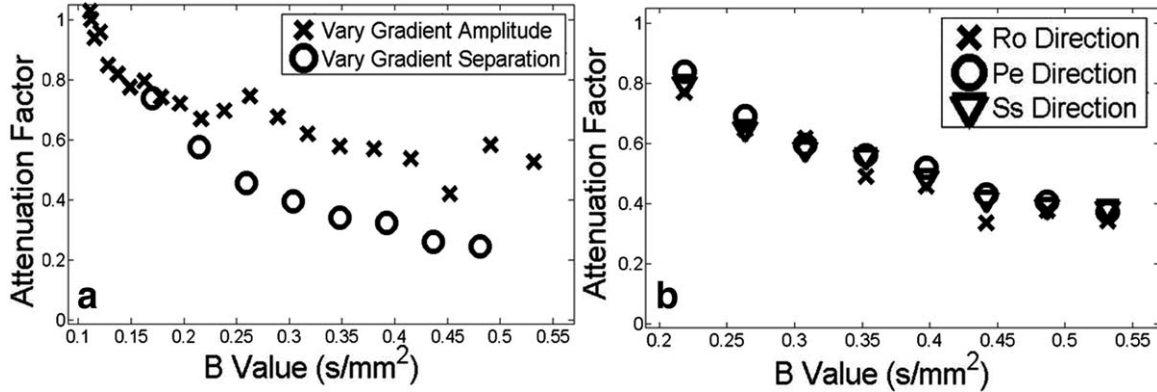 Attenuation Factor
1
0.8
0.6
0.4
0.2
0
0.1
0.15
0.2
0.25
0.3
0.35
0.4
0.45
0.5
0.55
B Value (s/mm²)
Vary Gradient Amplitude
Vary Gradient Separation
a
Attenuation Factor
1
0.8
0.6
0.4
0.2
0
0.2
0.25
0.3
0.35
0.4
0.45
0.5
0.55
B Value (s/mm²)
Ro Direction
Pe Direction
Ss Direction
b